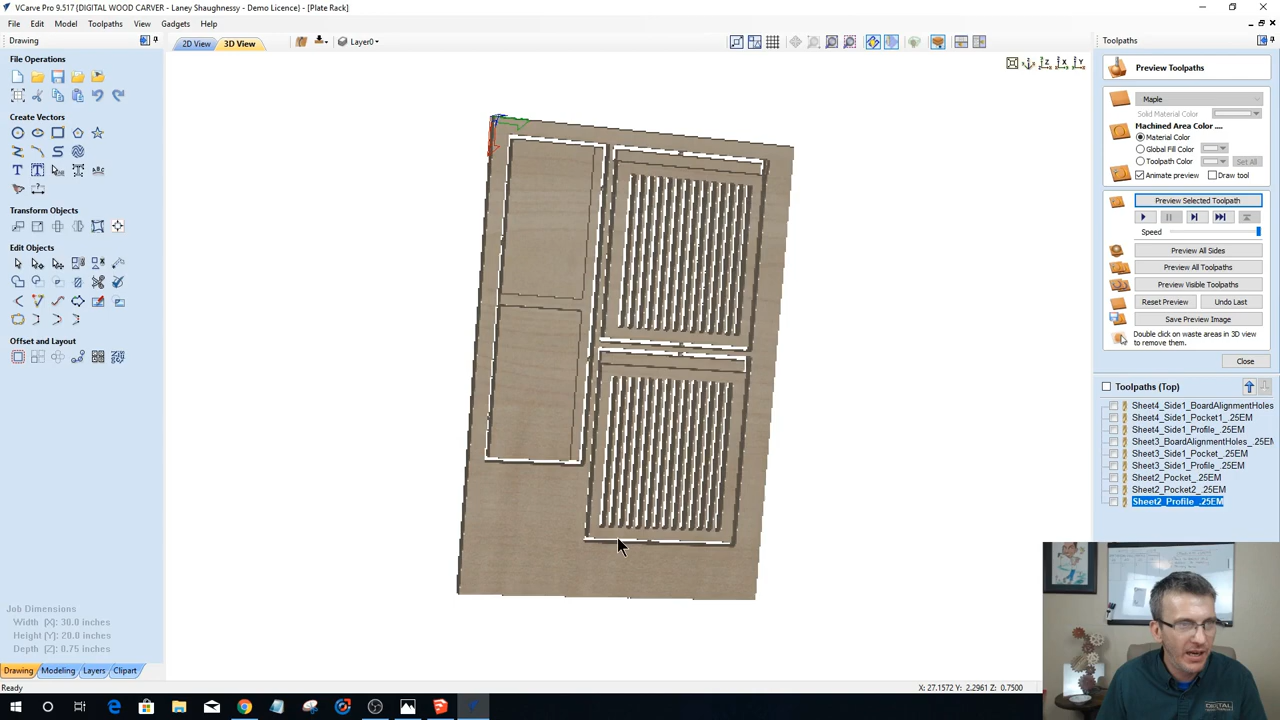 VCarve Pro 9.517 {DIGITAL WOOD CARVER - Laney Shaughnessy - Demo Licence} - [Plate Rack]
File Edit Model Toolpaths View Gadgets Help
Drawing
2D View 3D View Layer0
Toolpaths
File Operations
Create Vectors
Transform Objects
Edit Objects
Offset and Layout
Job Dimensions
Width (X): 30.0 inches
Height (Y): 20.0 inches
Depth (Z): 0.75 inches
Drawing Modeling Layers Clipart
Ready
Z X Y
Preview Toolpaths
Maple
Solid Material Color
Machined Area Color ....
Material Color
Global Fill Color
Toolpath Color Set All
Animate preview Draw tool
Preview Selected Toolpath
Speed
Preview All Sides
Preview All Toolpaths
Preview Visible Toolpaths
Reset Preview Undo Last
Save Preview Image
Double click on waste areas in 3D view
to remove them.
Close
Toolpaths (Top)
Sheet4_Side1_BoardAlignmentHoles
Sheet4_Side1_Pocket1_.25EM
Sheet4_Side1_Profile_.25EM
Sheet3_BoardAlignmentHoles_.25EM
Sheet3_Side1_Pocket_.25EM
Sheet3_Side1_Profile_.25EM
Sheet2_Pocket_.25EM
Sheet2_Pocket2_.25EM
Sheet2_Profile_.25EM
X: 27.1572 Y: 2.2961 Z: 0.7500